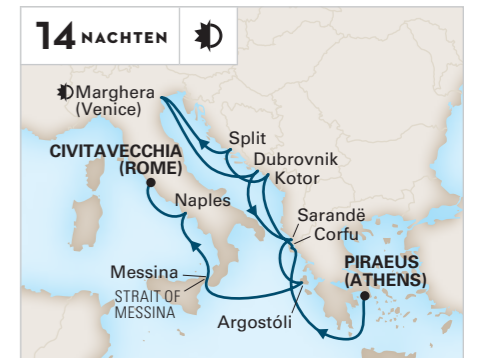 14 NACHTEN
Marghera
(Venice)
Split
CIVITAVECCHIA
(ROME)
Dubrovnik
Kotor
Naples
Sarandë
Corfu
PIRAEUS
(ATHENS)
Messina
STRAIT OF
MESSINA
Argostóli